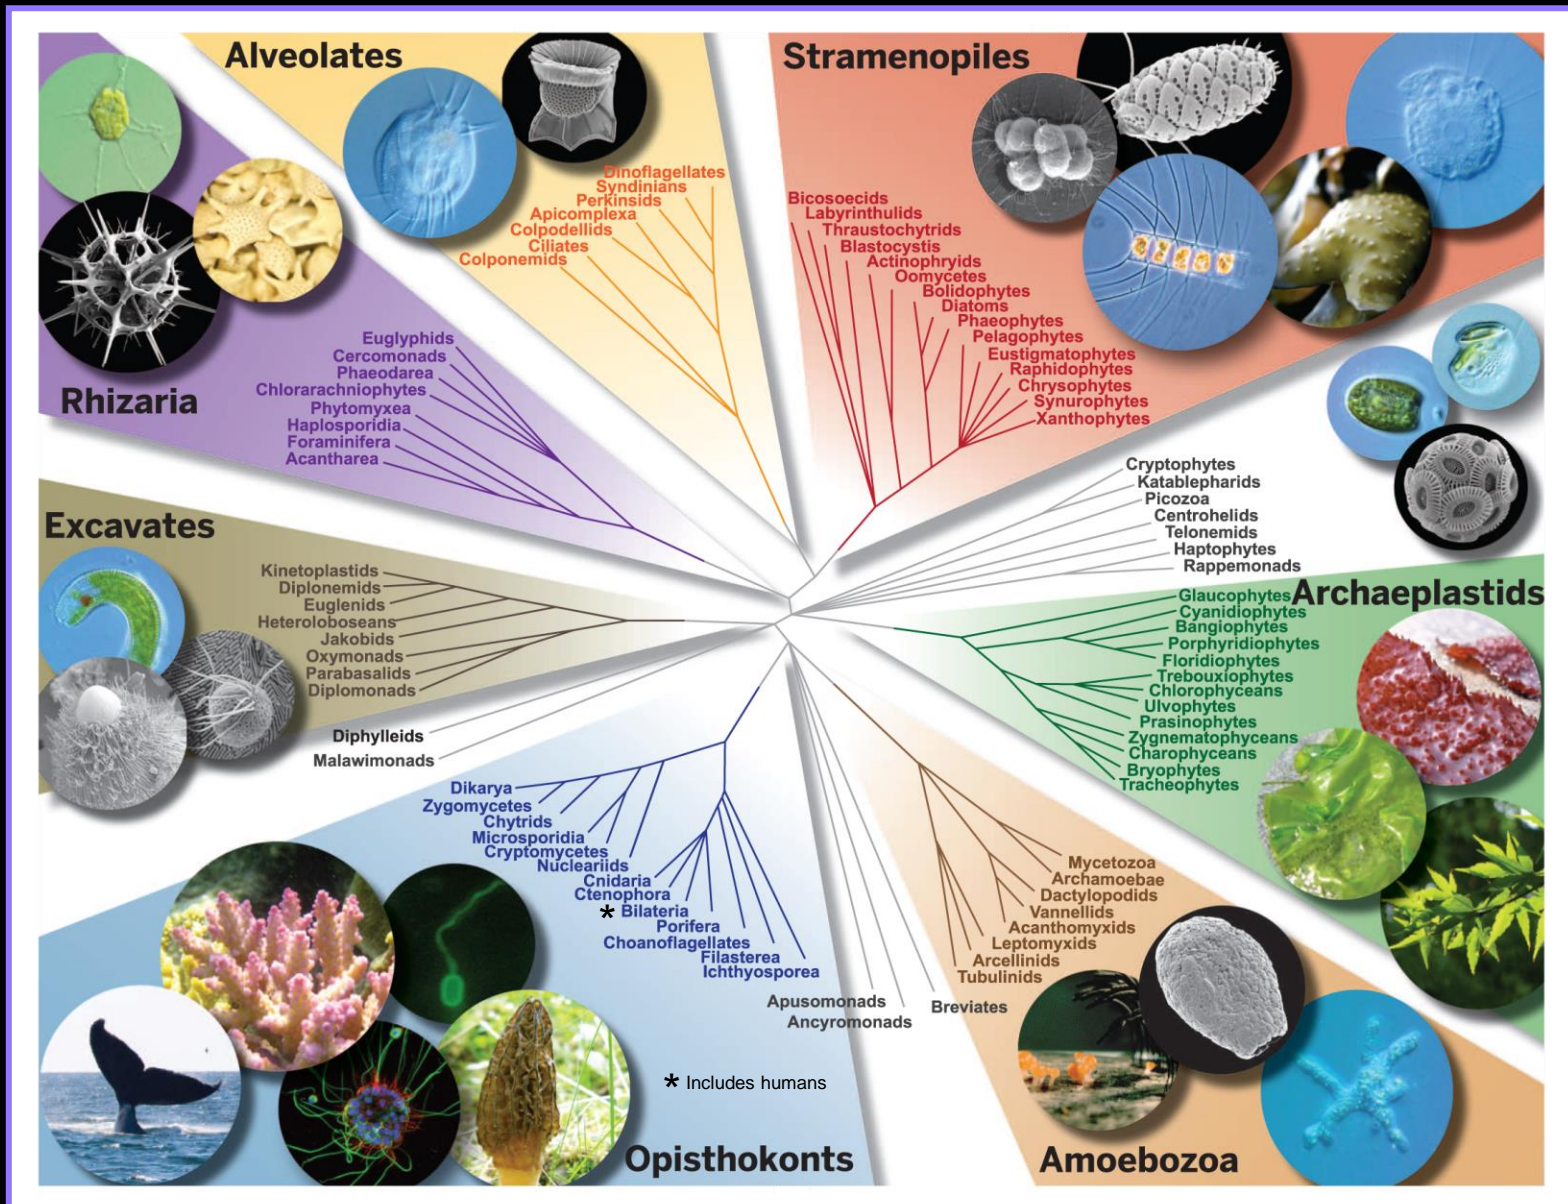 Alveolates
Dinoflagellates
Syndinians
Perkinsids
Apicomplexa
Colpodellids
Ciliates
Colponemids
Stramenopiles
Bicosoecids
Labyrinthulids
Thraustochytrids
Blastocystis
Actinophryids
Oomycetes
Bolidophytes
Diatoms
Phaeophytes
Pelagophytes
Eustigmatophytes
Raphidophytes
Chrysophytes
Synurophytes
Xanthophytes
Rhizaria
Euglyphids
Cercomonads
Phaeodarea
Chlorarachniophytes
Phytomyxea
Haplosporidia
Foraminifera
Acantharea
Cryptophytes
Katablepharids
Picozoa
Centrohelids
Telonemids
Haptophytes
Rappemonads
Excavates
Kinetoplastids
Diplonemids
Euglenids
Heteroloboseans
Jakobids
Oxymonads
Parabasalids
Diplomonads
Diphylleids
Malawimonads
Archaeplastids
Glaucophytes
Cyanidiophytes
Bangiophytes
Porphyridiophytes
Floridiophytes
Trebouxiophytes
Chlorophyceans
Ulvophytes
Prasinophytes
Zygnematophyceans
Charophyceans
Bryophytes
Tracheophytes
Dikarya
Zygomycetes
Chytrids
Microsporidia
Cryptomycetes
Nucleariids
Cnidaria
Ctenophora
* Bilateria
Porifera
Choanoflagellates
Filasterea
Ichthyosporea
* Includes humans
Opisthokonts
Apusomonads
Ancyromonads
Breviates
Mycetozoa
Archamoebae
Dactylopodids
Vannellids
Acanthomyxids
Leptomyxids
Arcellinids
Tubulinids
Amoebozoa